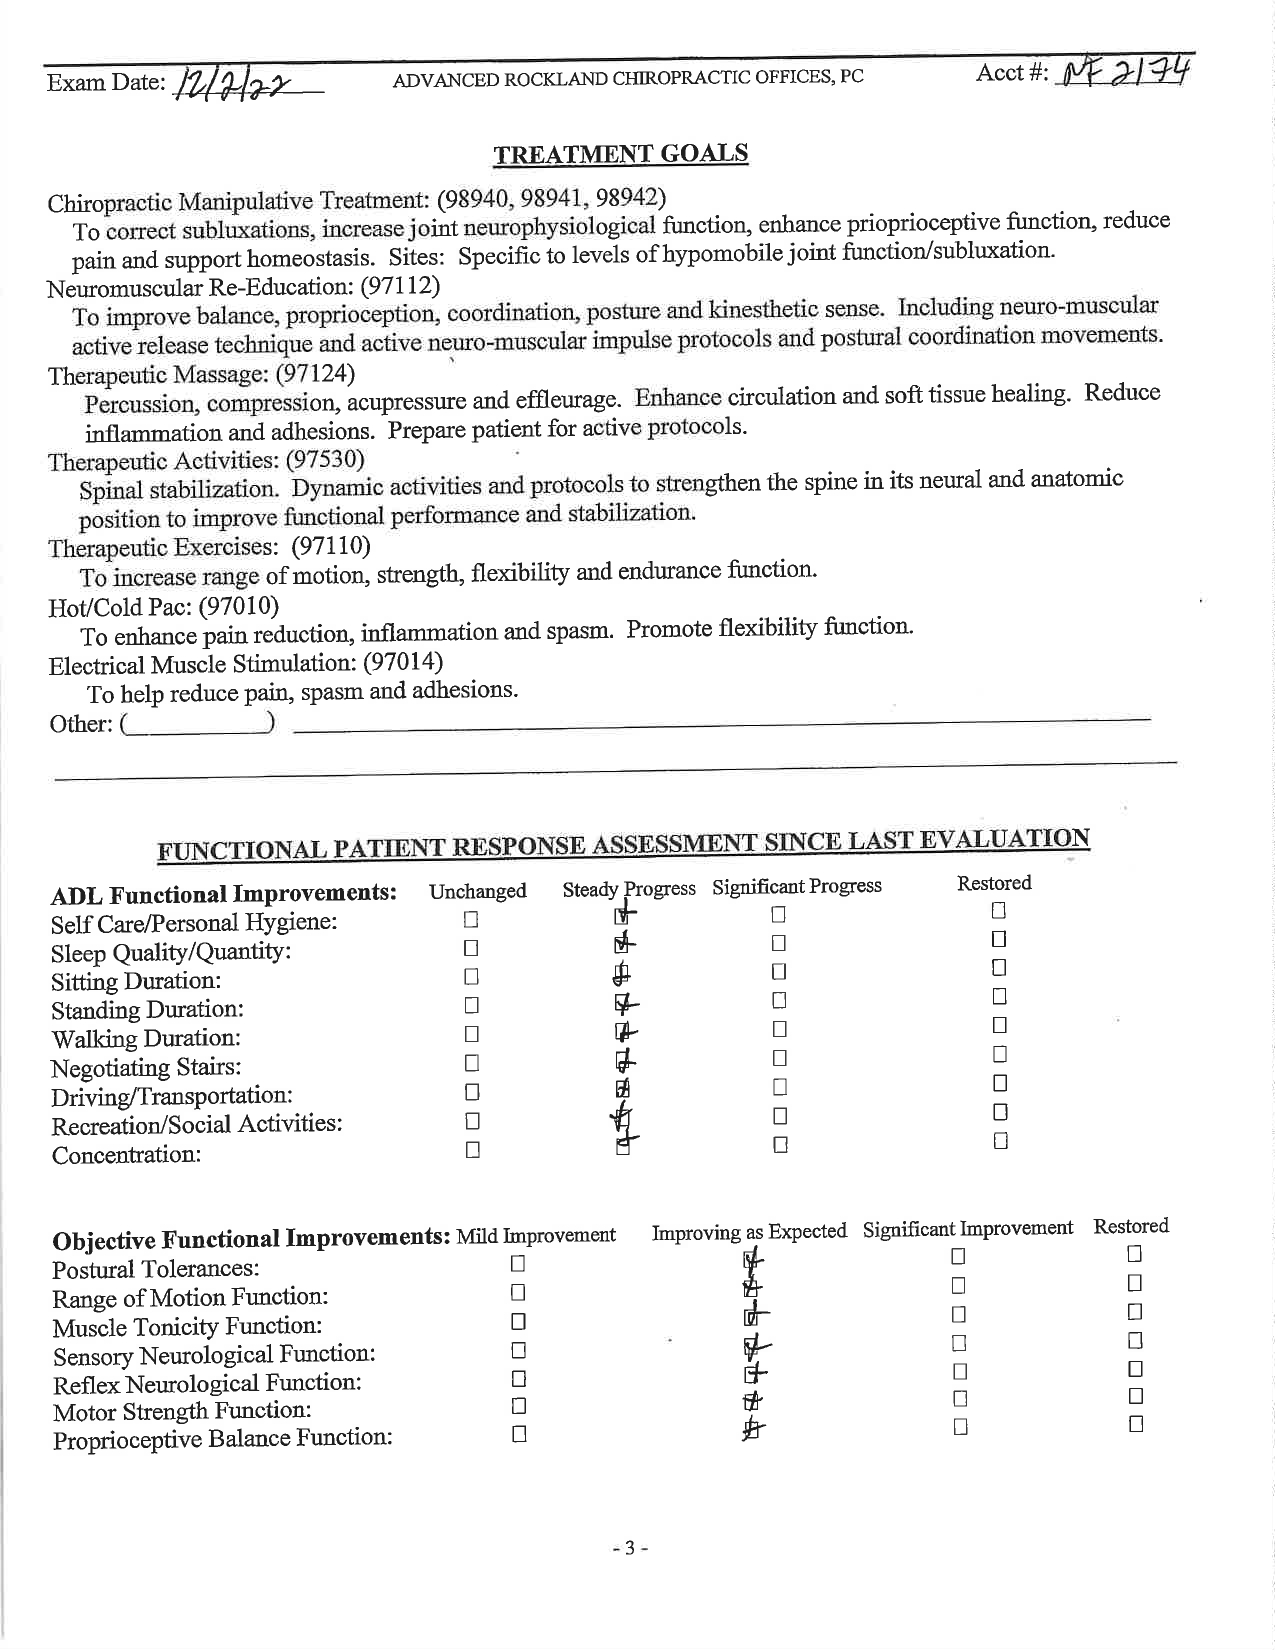 Exam Date: 12/2/22 ADVANCED ROCKLAND CHIROPRACTIC OFFICES, PC Acct #: NF 2174
TREATMENT GOALS
Chiropractic Manipulative Treatment: (98940, 98941, 98942)
To correct subluxations, increase joint neurophysiological function, enhance prioprioceptive function, reduce
pain and support homeostasis. Sites: Specific to levels of hypomobile joint function/subluxation.
Neuromuscular Re-Education: (97112)
To improve balance, proprioception, coordination, posture and kinesthetic sense. Including neuro-muscular
active release technique and active neuro-muscular impulse protocols and postural coordination movements.
Therapeutic Massage: (97124)
Percussion, compression, acupressure and effleurage. Enhance circulation and soft tissue healing. Reduce
inflammation and adhesions. Prepare patient for active protocols.
Therapeutic Activities: (97530)
Spinal stabilization. Dynamic activities and protocols to strengthen the spine in its neural and anatomic
position to improve functional performance and stabilization.
Therapeutic Exercises: (97110)
To increase range of motion, strength, flexibility and endurance function.
Hot/Cold Pac: (97010)
To enhance pain reduction, inflammation and spasm. Promote flexibility function.
Electrical Muscle Stimulation: (97014)
To help reduce pain, spasm and adhesions.
Other: ( )
FUNCTIONAL PATIENT RESPONSE ASSESSMENT SINCE LAST EVALUATION
ADL Functional Improvements: Unchanged Steady Progress Significant Progress Restored
Self Care/Personal Hygiene:
Sleep Quality/Quantity:
Sitting Duration:
Standing Duration:
Walking Duration:
Negotiating Stairs:
Driving/Transportation:
Recreation/Social Activities:
Concentration:
Objective Functional Improvements: Mild Improvement Improving as Expected Significant Improvement Restored
Postural Tolerances:
Range of Motion Function:
Muscle Tonicity Function:
Sensory Neurological Function:
Reflex Neurological Function:
Motor Strength Function:
Proprioceptive Balance Function:
- 3 -